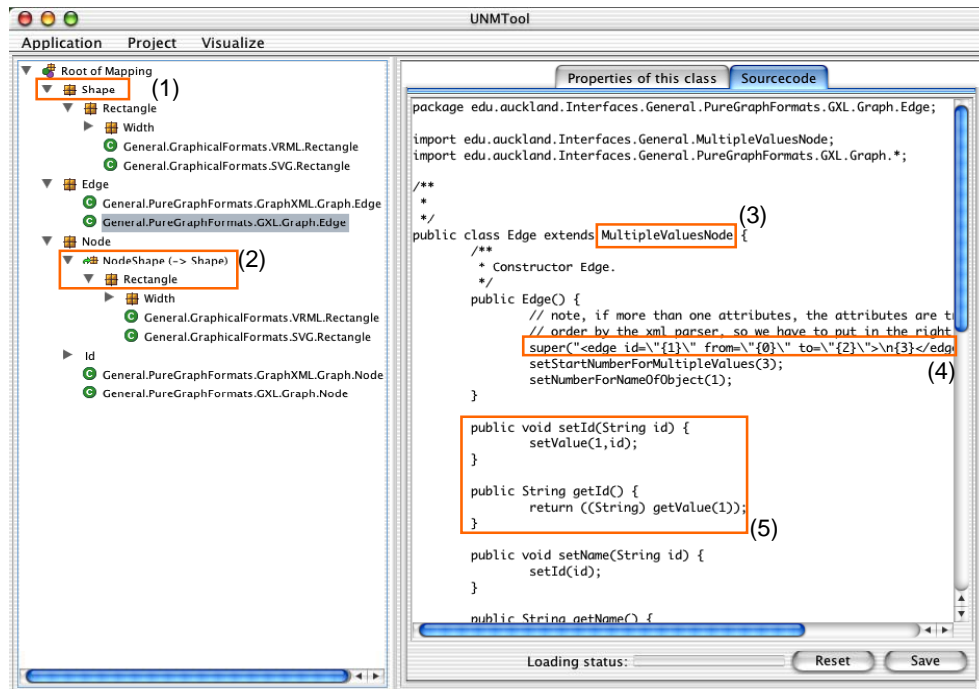 UNMTool
Application Project Visualize
Root of Mapping
Shape
(1)
Rectangle
Width
General.GraphicalFormats.VRML.Rectangle
General.GraphicalFormats.SVG.Rectangle
Edge
General.PureGraphFormats.GraphXML.Graph.Edge
General.PureGraphFormats.GXL.Graph.Edge
Node
NodeShape (-> Shape)
(2)
Rectangle
Width
General.GraphicalFormats.VRML.Rectangle
General.GraphicalFormats.SVG.Rectangle
Id
General.PureGraphFormats.GraphXML.Graph.Node
General.PureGraphFormats.GXL.Graph.Node
Properties of this class
Sourcecode
package edu.auckland.Interfaces.General.PureGraphFormats.GXL.Graph.Edge;
import edu.auckland.Interfaces.General.MultipleValuesNode;
import edu.auckland.Interfaces.General.PureGraphFormats.GXL.Graph.*;
/**
*
*/
(3)
public class Edge extends MultipleValuesNode {
/**
* Constructor Edge.
*/
public Edge() {
// note, if more than one attributes, the attributes are
// order by the xml parser, so we have to put in the right
super("<edge id=\"{1}\" from=\"{0}\" to=\"{2}\">\n{3}</edge
(4)
setStartNumberForMultipleValues(3);
setNumberForNameOfObject(1);
}
public void setId(String id) {
setValue(1,id);
}
public String getId() {
return ((String) getValue(1));
}
(5)
public void setName(String id) {
setId(id);
}
public String getName() {
Loading status:
Reset
Save